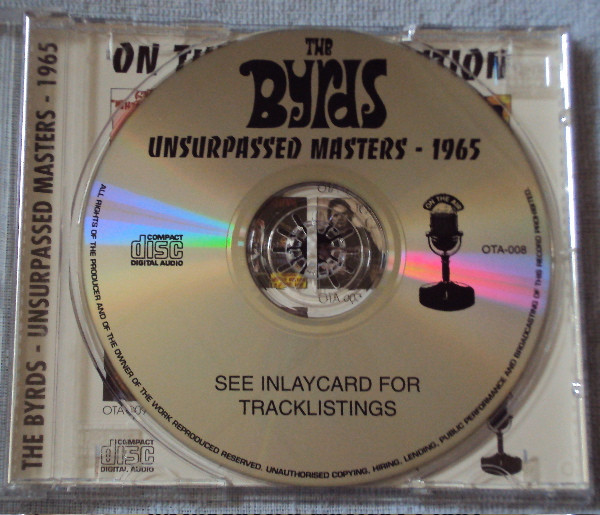 THE BYRDS - UNSURPASSED MASTERS - 1965
ON TH
TION
THE
BYRDS
UNSURPASSED MASTERS - 1965
ON THE AIR
COMPACT
disc
DIGITAL AUDIO
OTA-008
SEE INLAYCARD FOR
TRACKLISTINGS
ALL RIGHTS OF THE PRODUCER AND OF THE OWNER OF THE WORK REPRODUCED RESERVED. UNAUTHORISED COPYING, HIRING, LENDING, PUBLIC PERFORMANCE AND BROADCASTING OF THIS RECORD PROHIBITED.
COMPACT
disc
DIGITAL AUDIO